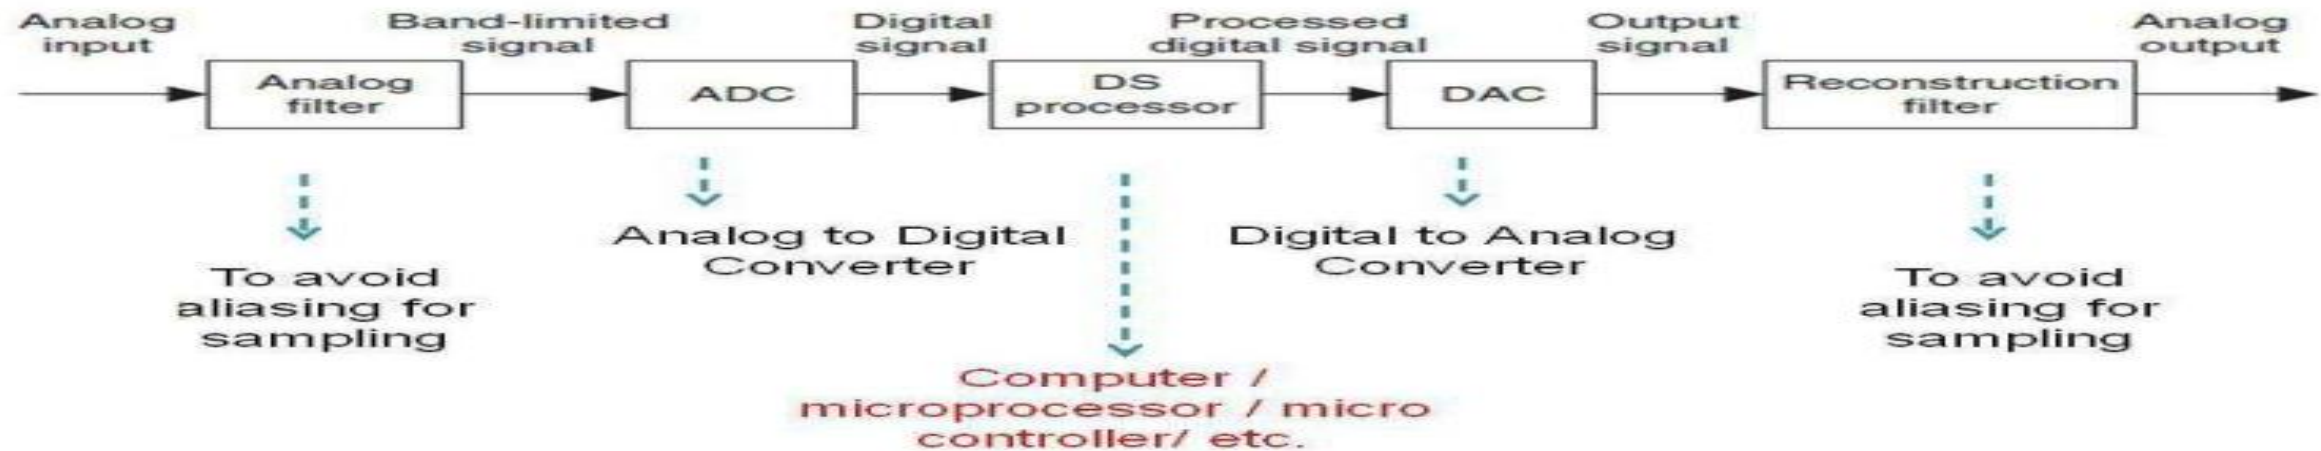 Analog
input
Band-limited
signal
Digital
signal
Processed
digital signal
Output
signal
Analog
output
Analog
filter
ADC
DS
processor
DAC
Reconstruction
filter
To avoid
aliasing for
sampling
Analog to Digital
Converter
Computer /
microprocessor / micro
controller/ etc.
Digital to Analog
Converter
To avoid
aliasing for
sampling